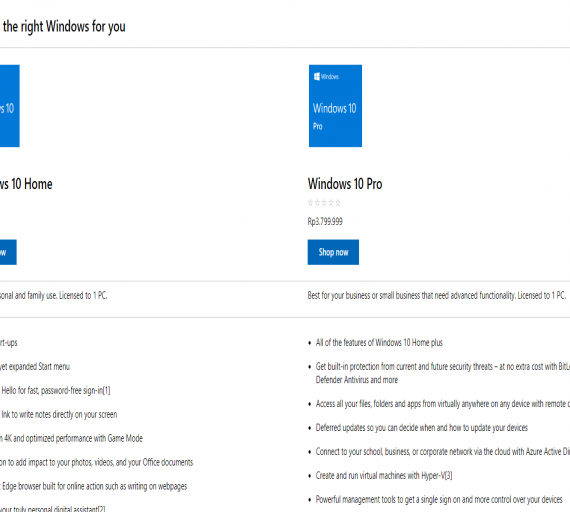 the right Windows for you
s 10
Windows
Windows 10
Pro
ws 10 Home
ow
Windows 10 Pro
Rp3.799.999
Shop now
sonal and family use. Licensed to 1 PC.
Best for your business or small business that need advanced functionality. Licensed to 1 PC.
rt-ups
yet expanded Start menu
Hello for fast, password-free sign-in[1]
Ink to write notes directly on your screen
n 4K and optimized performance with Game Mode
on to add impact to your photos, videos, and your Office documents
t Edge browser built for online action such as writing on webpages
your truly personal digital assistant[2]
• All of the features of Windows 10 Home plus
• Get built-in protection from current and future security threats – at no extra cost with BitLo
Defender Antivirus and more
• Access all your files, folders and apps from virtually anywhere on any device with remote d
• Deferred updates so you can decide when and how to update your devices
• Connect to your school, business, or corporate network via the cloud with Azure Active Di
• Create and run virtual machines with Hyper-V[3]
• Powerful management tools to get a single sign on and more control over your devices